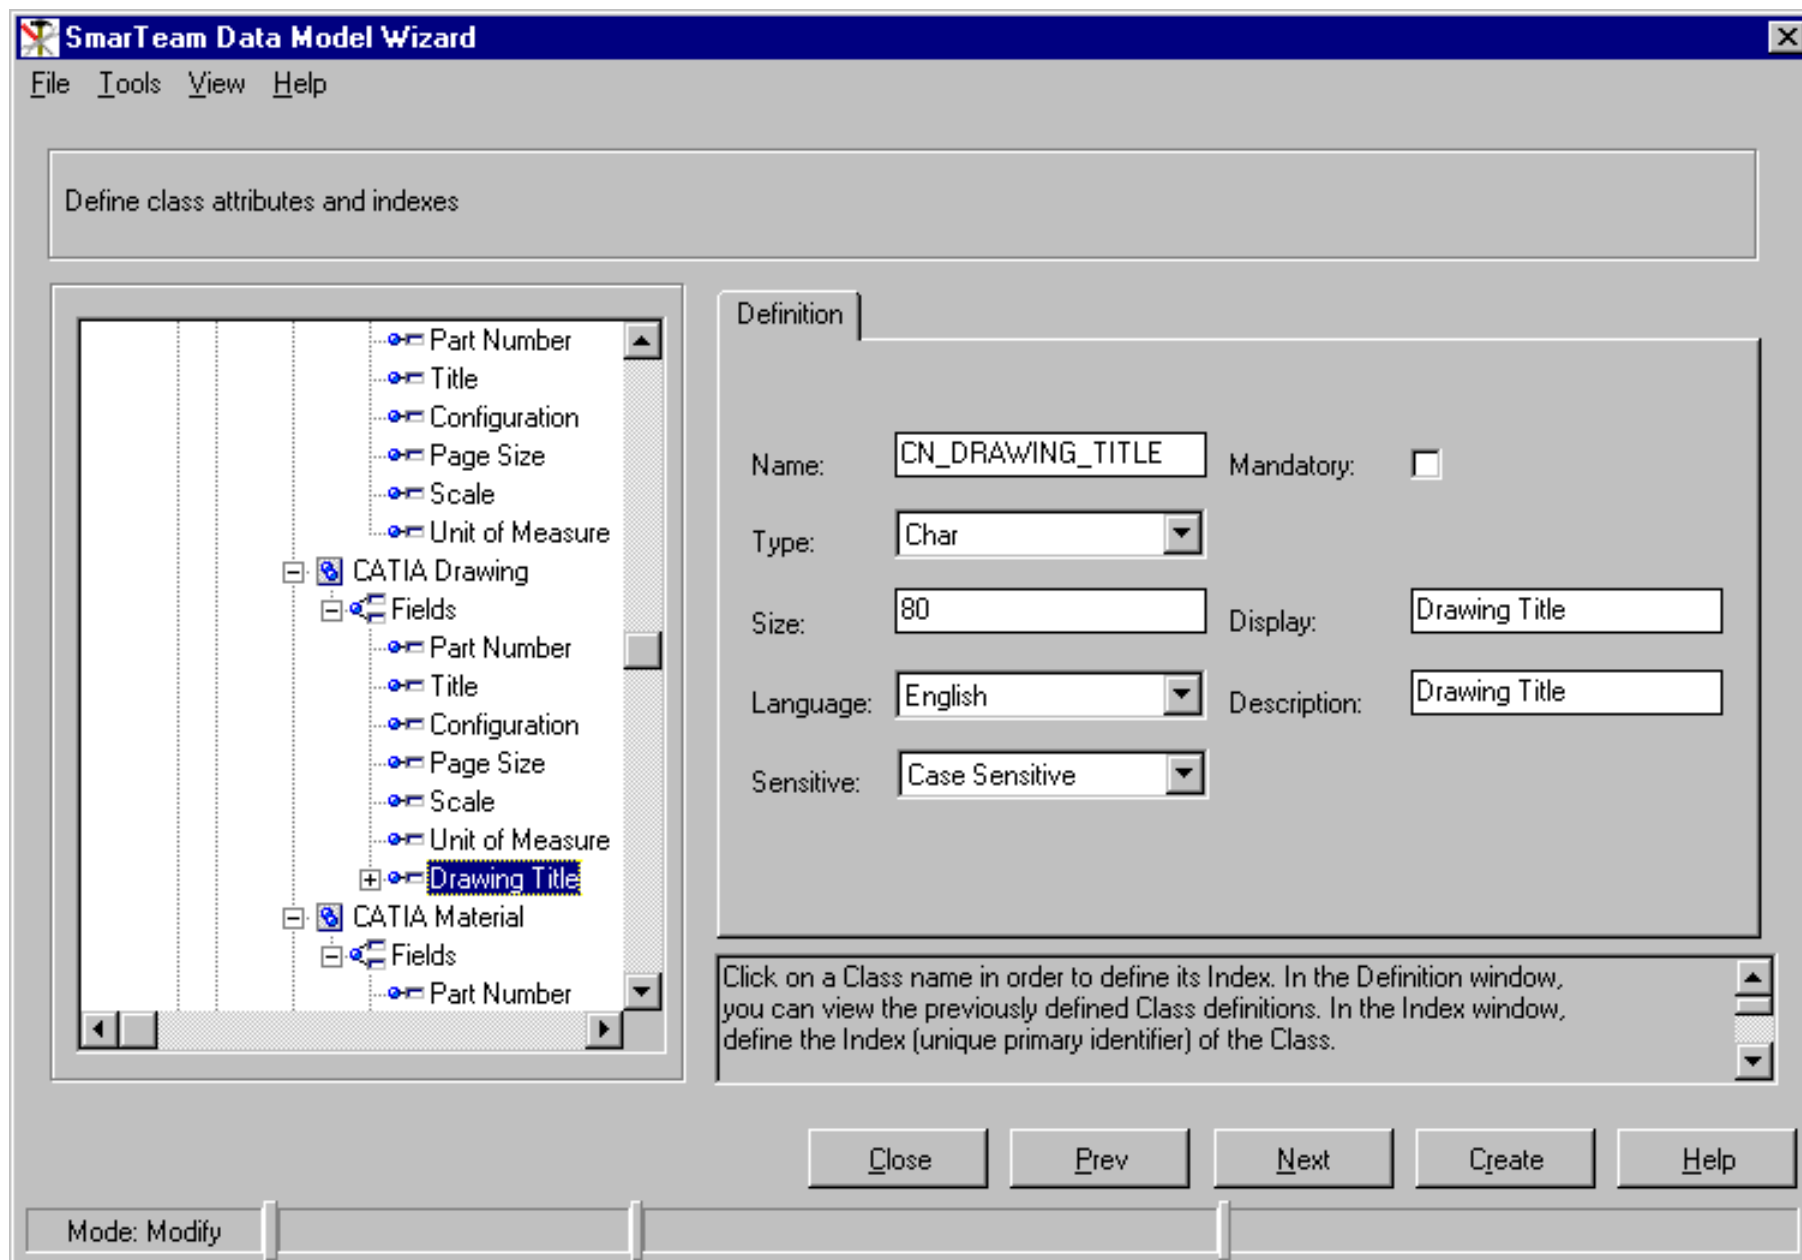 SmarTeam Data Model Wizard
File Tools View Help
Define class attributes and indexes
Part Number
Title
Configuration
Page Size
Scale
Unit of Measure
CATIA Drawing
Fields
Part Number
Title
Configuration
Page Size
Scale
Unit of Measure
Drawing Title
CATIA Material
Fields
Part Number
Definition
Name: CN_DRAWING_TITLE Mandatory:
Type: Char
Size: 80 Display: Drawing Title
Language: English Description: Drawing Title
Sensitive: Case Sensitive
Click on a Class name in order to define its Index. In the Definition window,
you can view the previously defined Class definitions. In the Index window,
define the Index (unique primary identifier) of the Class.
Close Prev Next Create Help
Mode: Modify